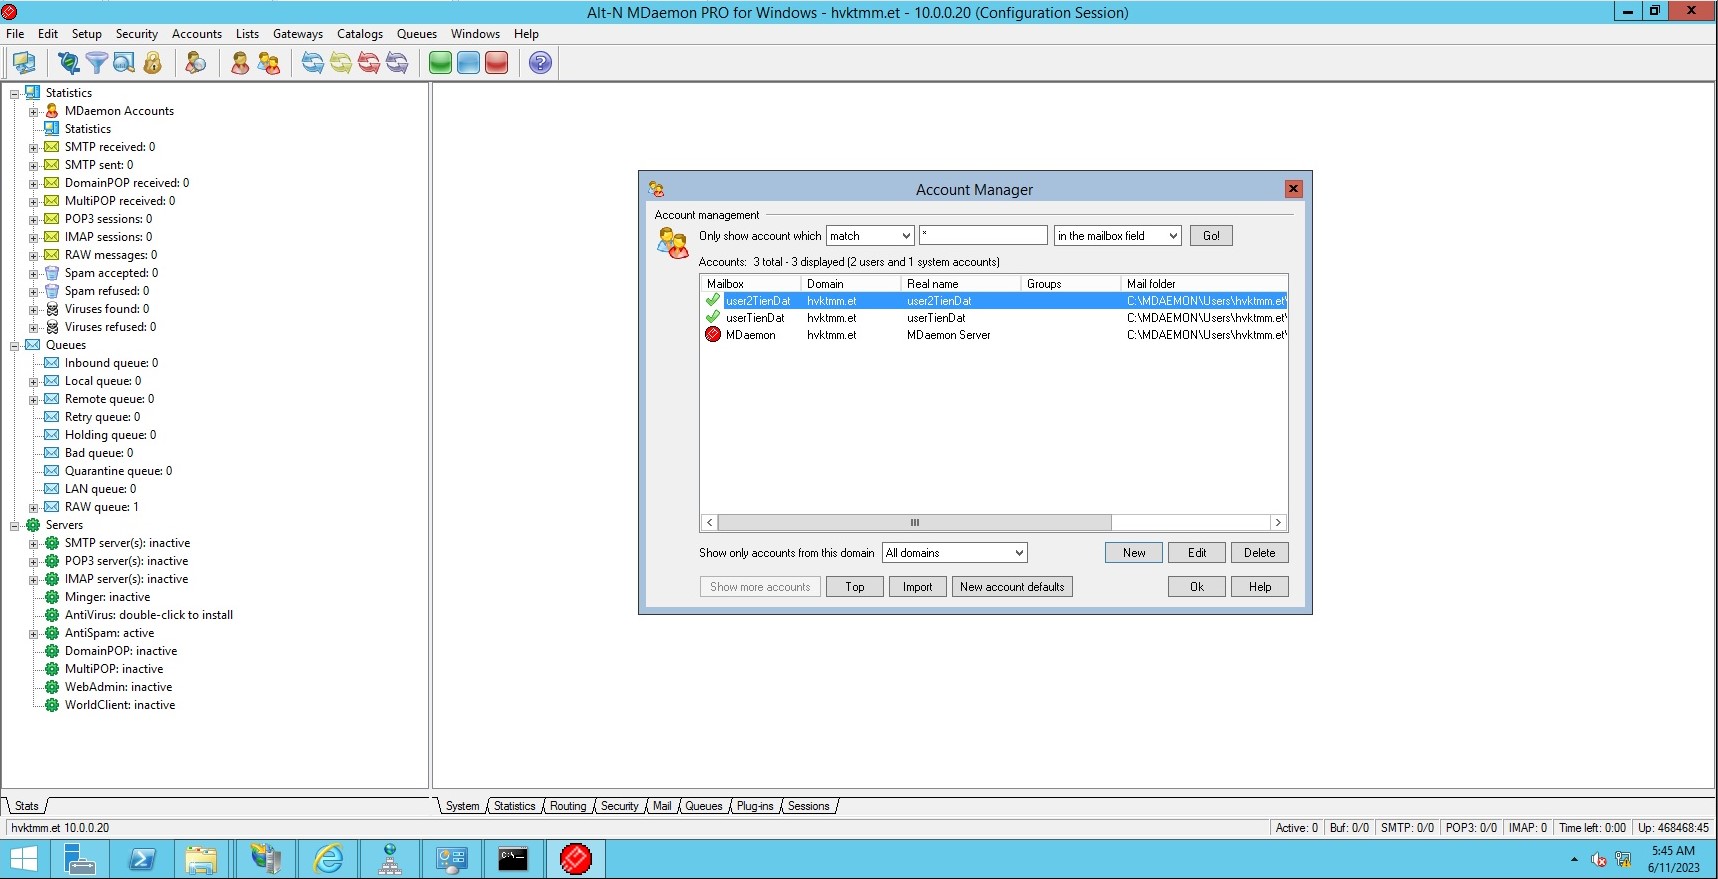 Alt-N MDaemon PRO for Windows - hvktmm.et - 10.0.0.20 (Configuration Session)
File Edit Setup Security Accounts Lists Gateways Catalogs Queues Windows Help
Statistics
MDaemon Accounts
Statistics
SMTP received: 0
SMTP sent: 0
DomainPOP received: 0
MultiPOP received: 0
POP3 sessions: 0
IMAP sessions: 0
RAW messages: 0
Spam accepted: 0
Spam refused: 0
Viruses found: 0
Viruses refused: 0
Queues
Inbound queue: 0
Local queue: 0
Remote queue: 0
Retry queue: 0
Holding queue: 0
Bad queue: 0
Quarantine queue: 0
LAN queue: 0
RAW queue: 1
Servers
SMTP server(s): inactive
POP3 server(s): inactive
IMAP server(s): inactive
Minger: inactive
AntiVirus: double-click to install
AntiSpam: active
DomainPOP: inactive
MultiPOP: inactive
WebAdmin: inactive
WorldClient: inactive
Account Manager
Account management
Only show account which match * in the mailbox field Go!
Accounts: 3 total - 3 displayed (2 users and 1 system accounts)
Mailbox Domain Real name Groups Mail folder
user2TienDat hvktmm.et user2TienDat C:\MDAEMON\Users\hvktmm.et\
userTienDat hvktmm.et userTienDat C:\MDAEMON\Users\hvktmm.et\
MDaemon hvktmm.et MDaemon Server C:\MDAEMON\Users\hvktmm.et\
Show only accounts from this domain All domains New Edit Delete
Show more accounts Top Import New account defaults Ok Help
Stats System Statistics Routing Security Mail Queues Plug-ins Sessions
hvktmm.et 10.0.0.20 Active: 0 Buf: 0/0 SMTP: 0/0 POP3: 0/0 IMAP: 0 Time left: 0:00 Up: 468468:45
C:\_
5:45 AM
6/11/2023